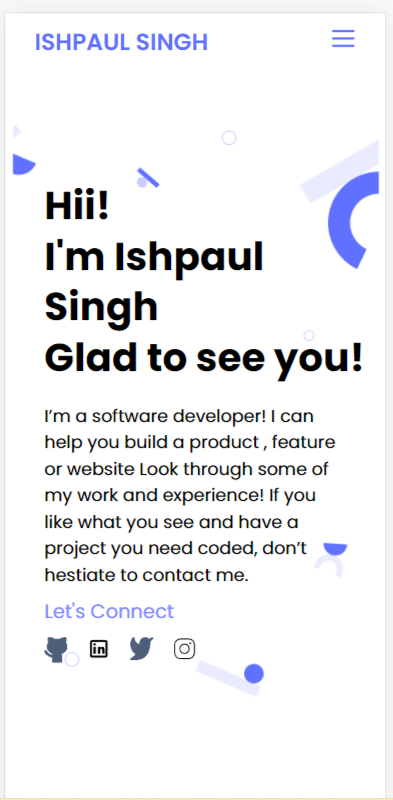 ISHPAUL SINGH
Hii!
I'm Ishpaul
Singh
Glad to see you!
I’m a software developer! I can
help you build a product , feature
or website Look through some of
my work and experience! If you
like what you see and have a
project you need coded, don’t
hestiate to contact me.
Let's Connect
in